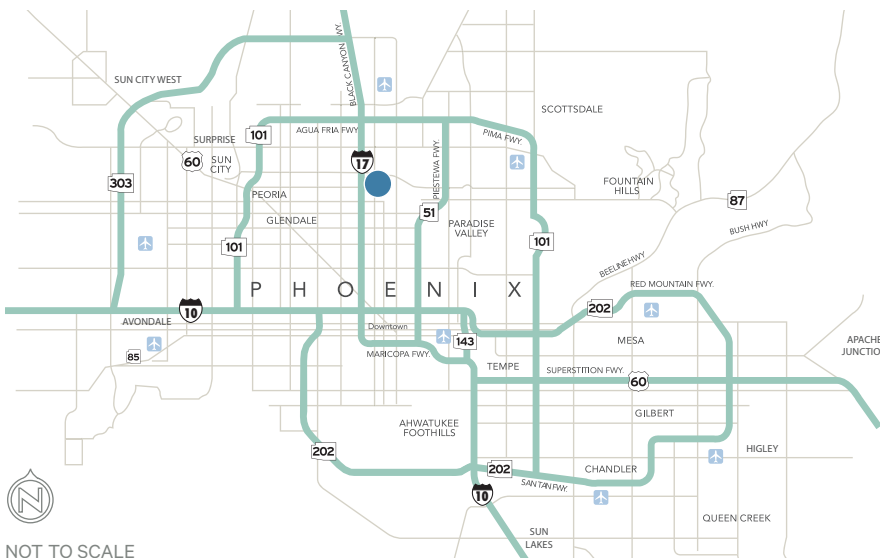 BLACK CANYON WY.
SUN CITY WEST
SCOTTSDALE
101
AGUA FRIA FWY.
PIMA FWY.
SURPRISE
60
SUN
CITY
17
PIESTEWA FWY.
303
PEORIA
FOUNTAIN
HILLS
87
51
GLENDALE
PARADISE
VALLEY
BUSH HWY
101
101
BEELINE HWY
PHOENIX
RED MOUNTAIN FWY.
10
202
AVONDALE
Downtown
143
MESA
APACHE
JUNCTIO
85
MARICOPA FWY.
TEMPE
SUPERSTITION FWY.
60
AHWATUKEE
FOOTHILLS
GILBERT
202
HIGLEY
202
CHANDLER
SANTAN FWY.
10
N
QUEEN CREEK
SUN
LAKES
NOT TO SCALE